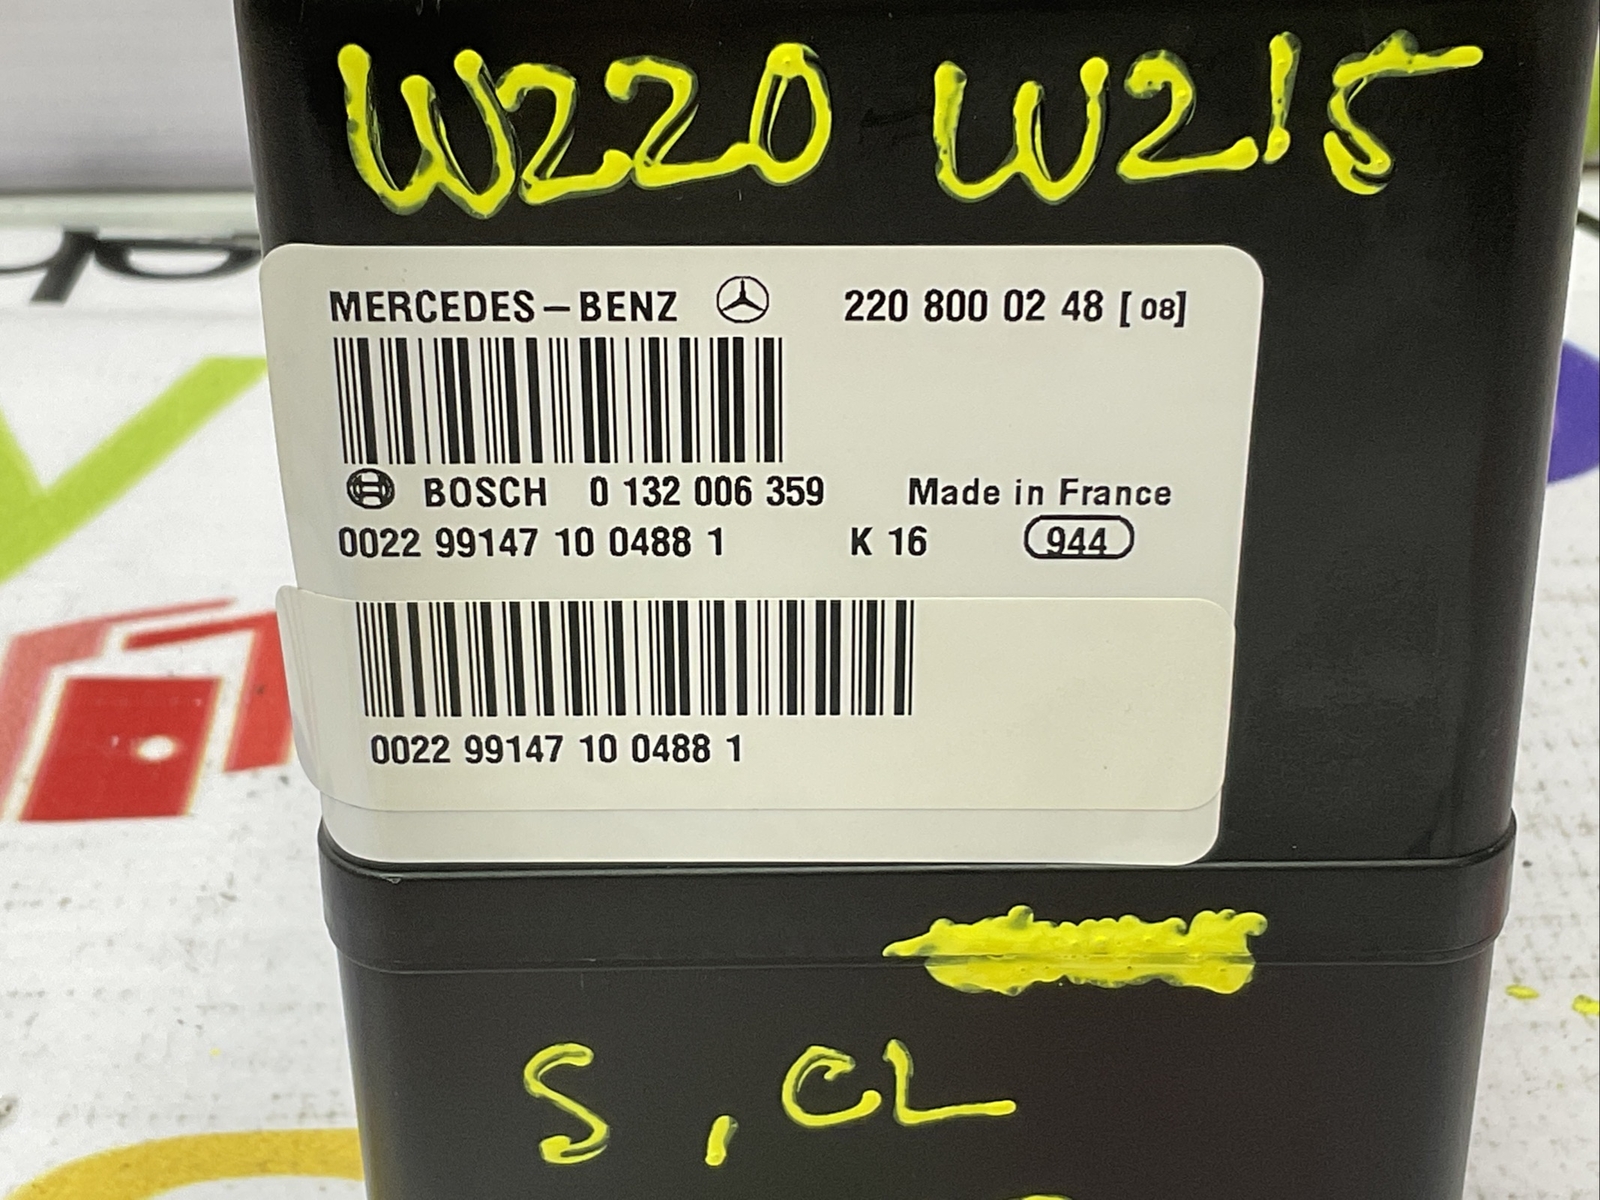 W220 W215
MERCEDES-BENZ 220 800 02 48 [08]
BOSCH 0 132 006 359 Made in France
0022 99147 10 0488 1 K 16 944
0022 99147 10 0488 1
S, CL